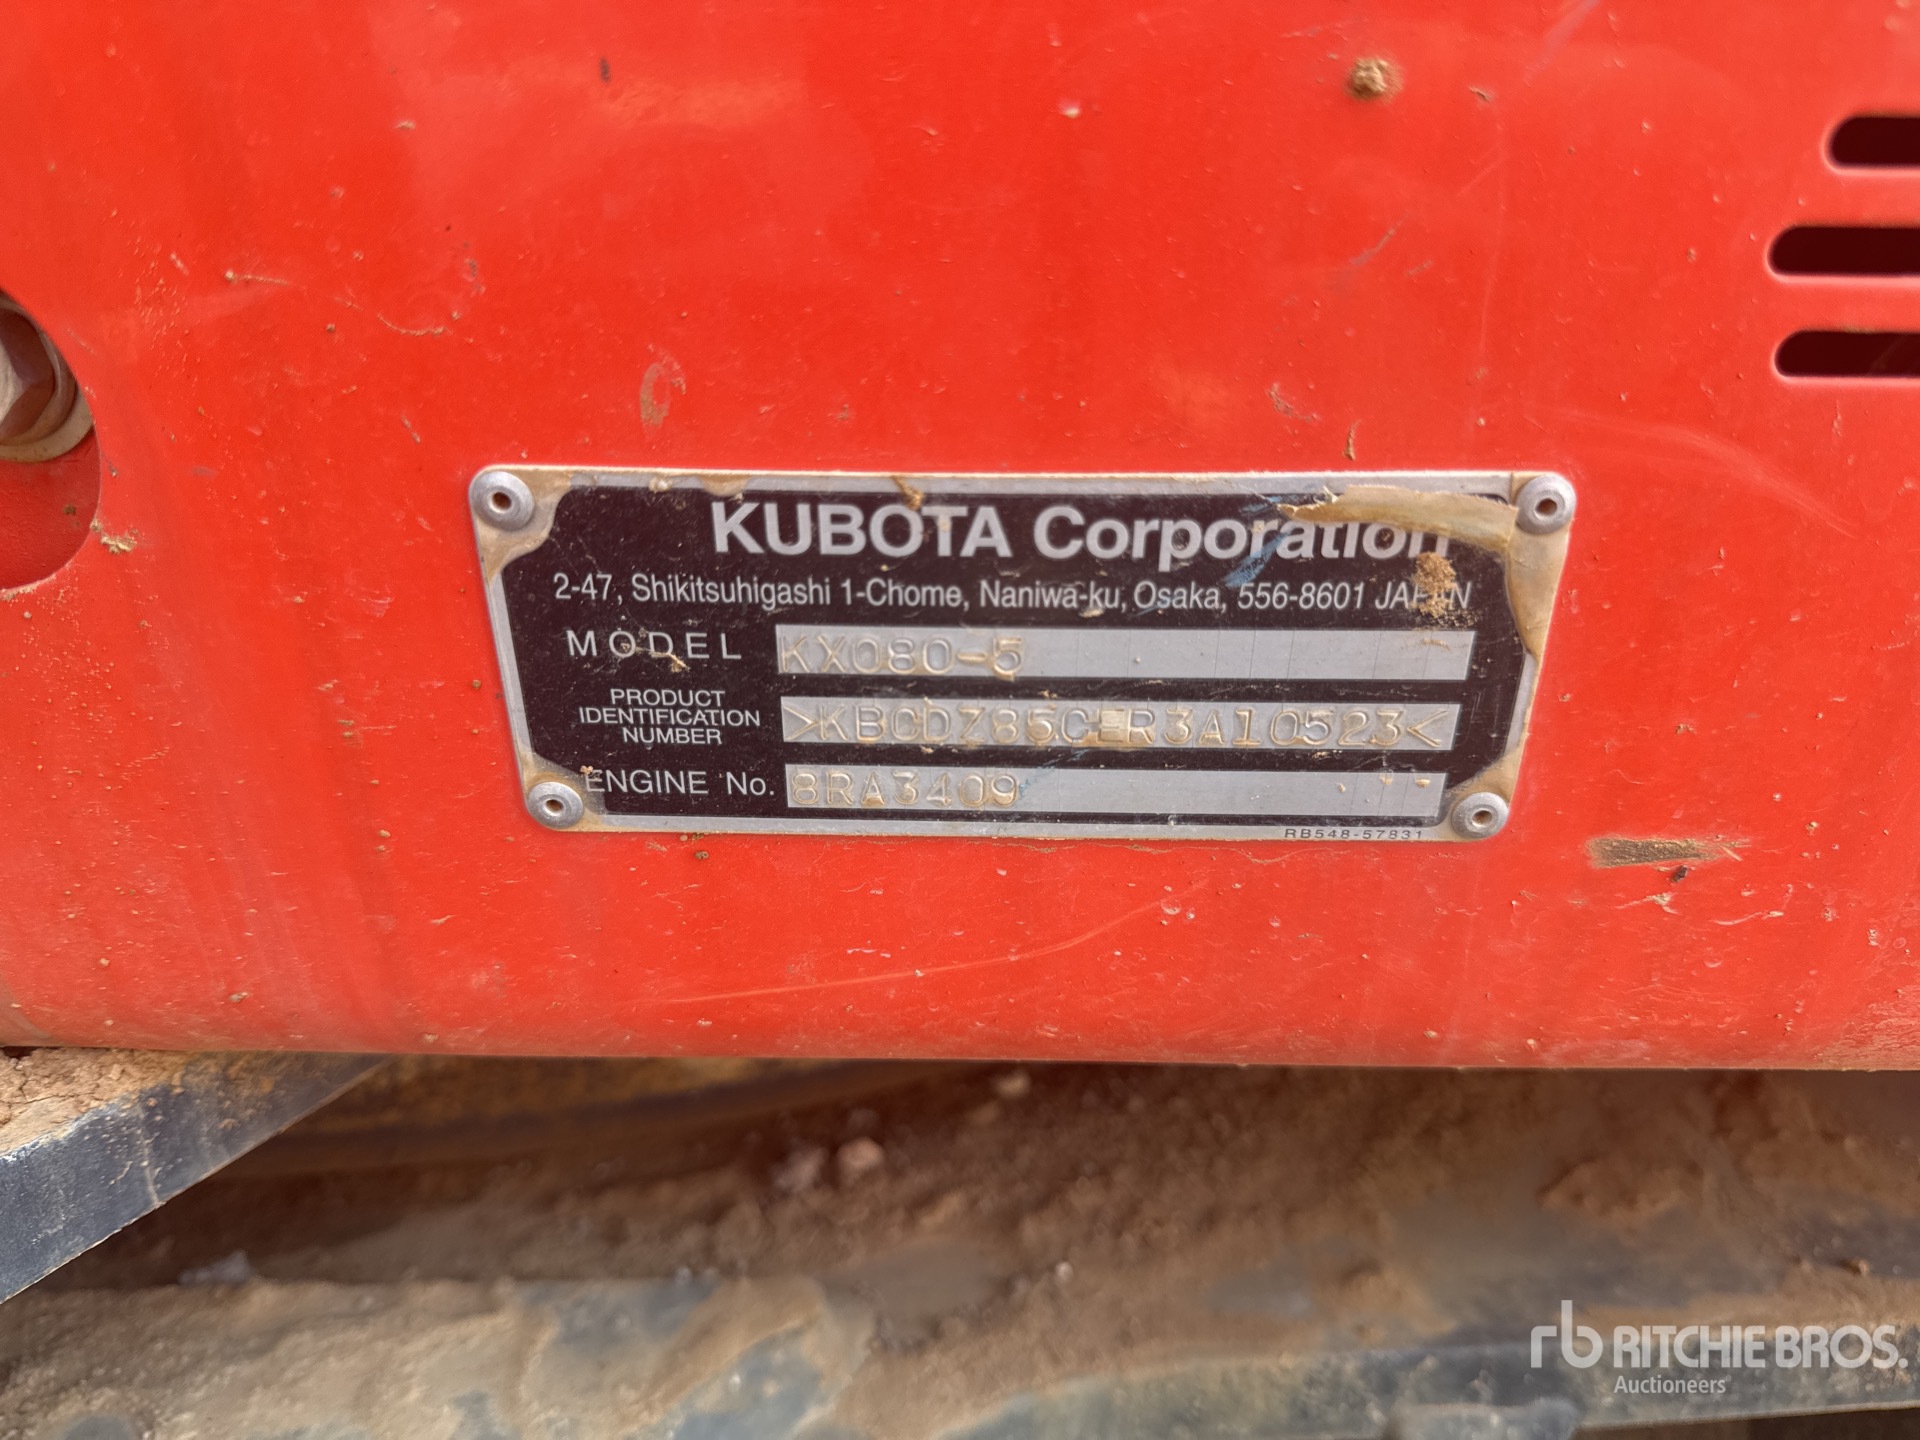 KUBOTA Corporation
2-47, Shikitsuhigashi 1-Chome, Naniwa-ku, Osaka, 556-8601 JAPAN
MODEL KX080-5
PRODUCT IDENTIFICATION NUMBER >KBCDZ85CER3A10523<
ENGINE No. 8RA3409
RB548-57831
rb RITCHIE BROS.
Auctioneers